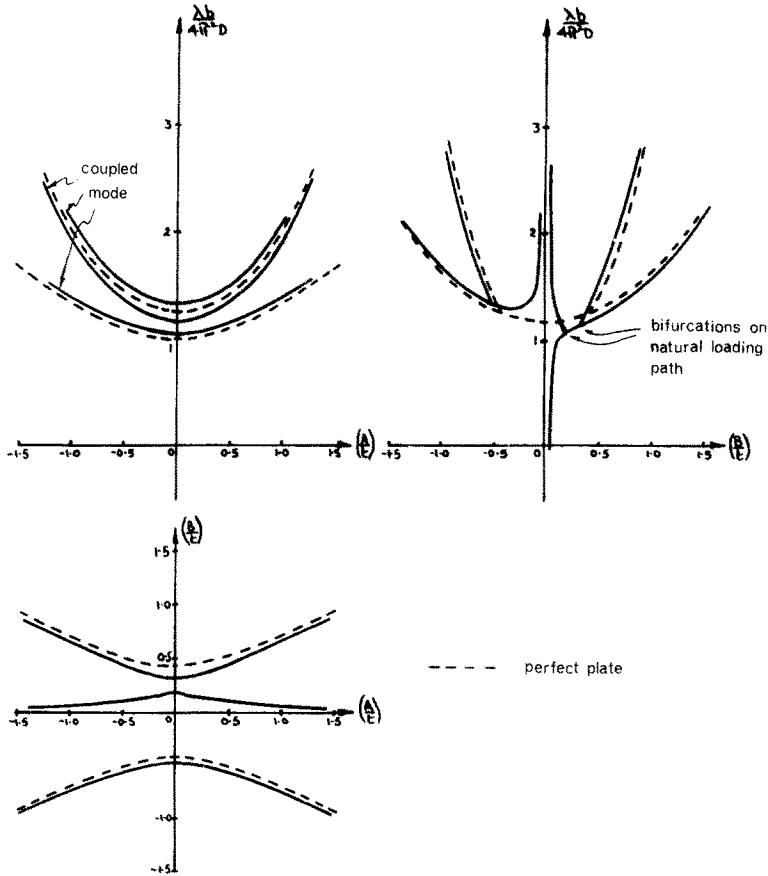 λb
4π²D
3
2
1
coupled
mode
-1.5 -1.0 -0.5 0 0.5 1.0 1.5
(A/t)
λb
4π²D
3
2
1
bifurcations on
natural loading
path
-1.5 -1.0 -0.5 0 0.5 1.0 1.5
(B/t)
(B/t)
1.5
1.0
0.5
-1.5 -1.0 -0.5 0 0.5 1.0 1.5
(A/t)
-1.0
-1.5
perfect plate